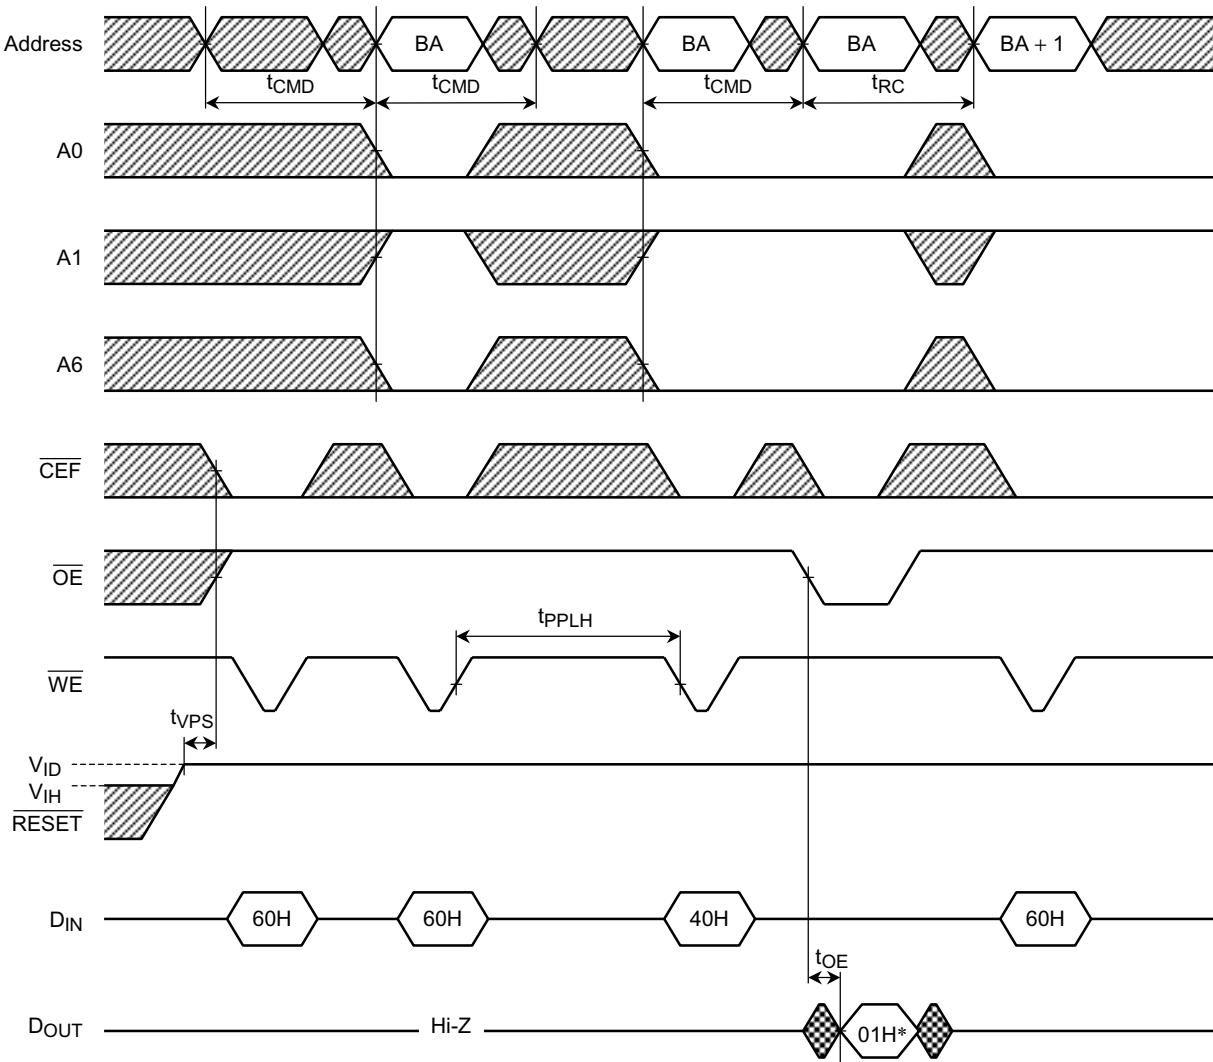 Address BA BA BA BA + 1
tCMD tCMD tCMD tRC
A0
A1
A6
CEF
OE
tPPLH
WE
tVPS
VID
VIH
RESET
DIN 60H 60H 40H 60H
tOE
DOUT Hi-Z 01H*